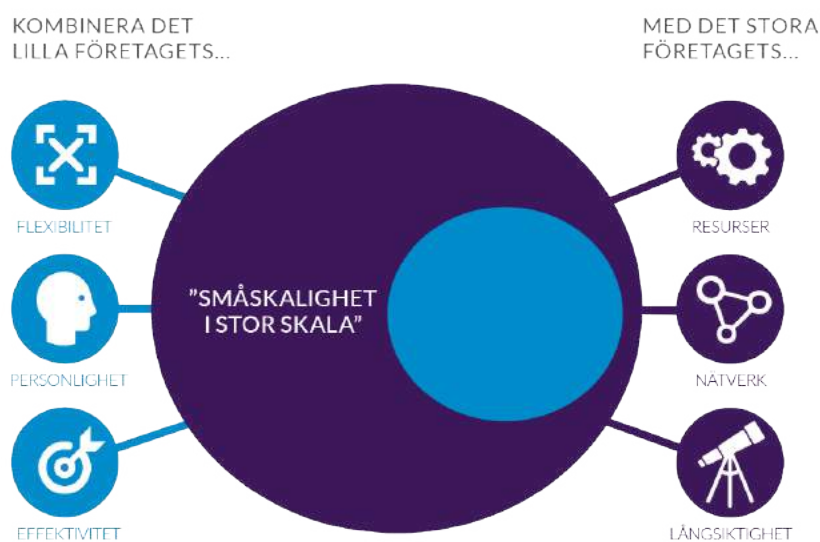 KOMBINERA DET
LILLA FÖRETAGETS...
MED DET STORA
FÖRETAGETS...
FLEXIBILITET
PERSONLIGHET
EFFEKTIVITET
”SMÅSKALIGHET
I STOR SKALA”
RESURSER
NÄTVERK
LÅNGSIKTIGHET